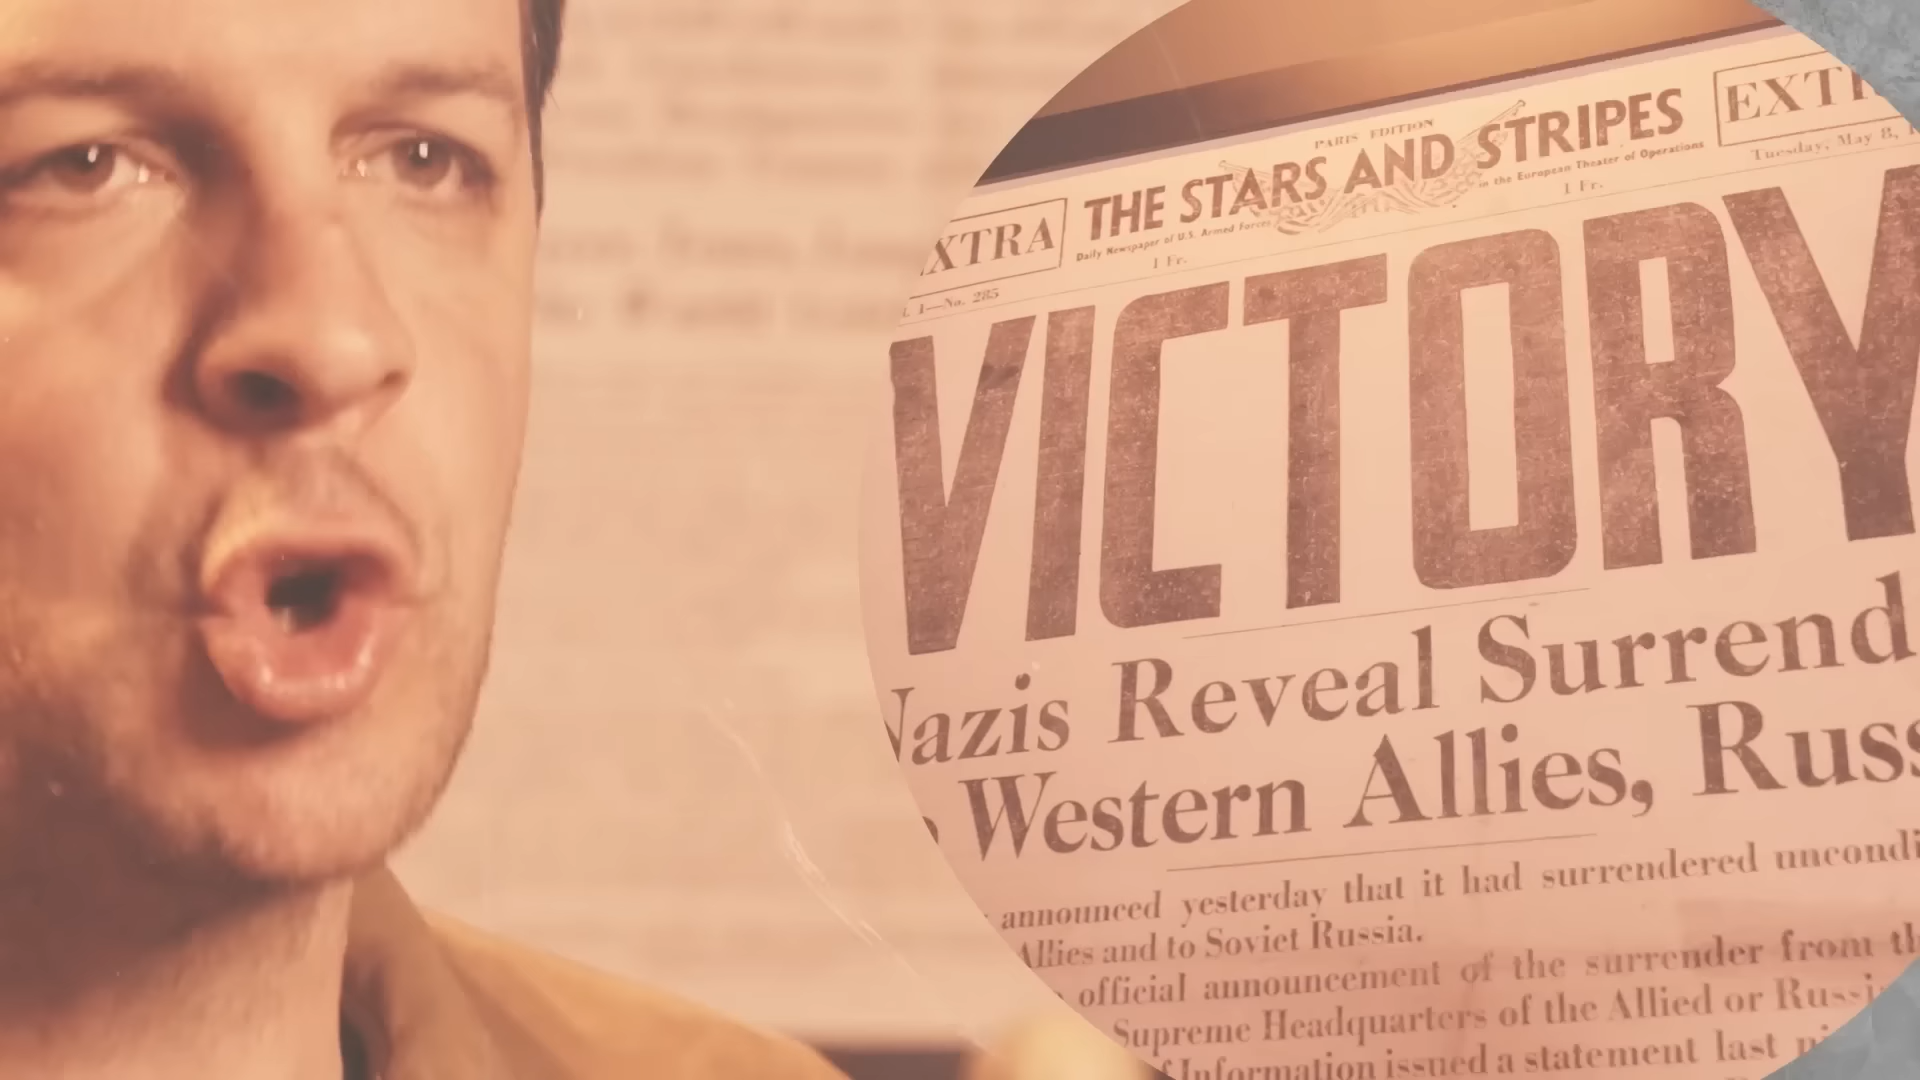 PARIS EDITION
EXTRA
THE STARS AND STRIPES
EXTR
Daily Newspaper of U.S. Armed Forces
in the European Theater of Operations
1—No. 285
1 Fr.
1 Fr.
Tuesday, May 8,
VICTORY
Nazis Reveal Surrend
Western Allies, Russ
announced yesterday that it had surrendered uncondi
Allies and to Soviet Russia.
official announcement of the surrender from th
Supreme Headquarters of the Allied or Russi
f Information issued a statement last